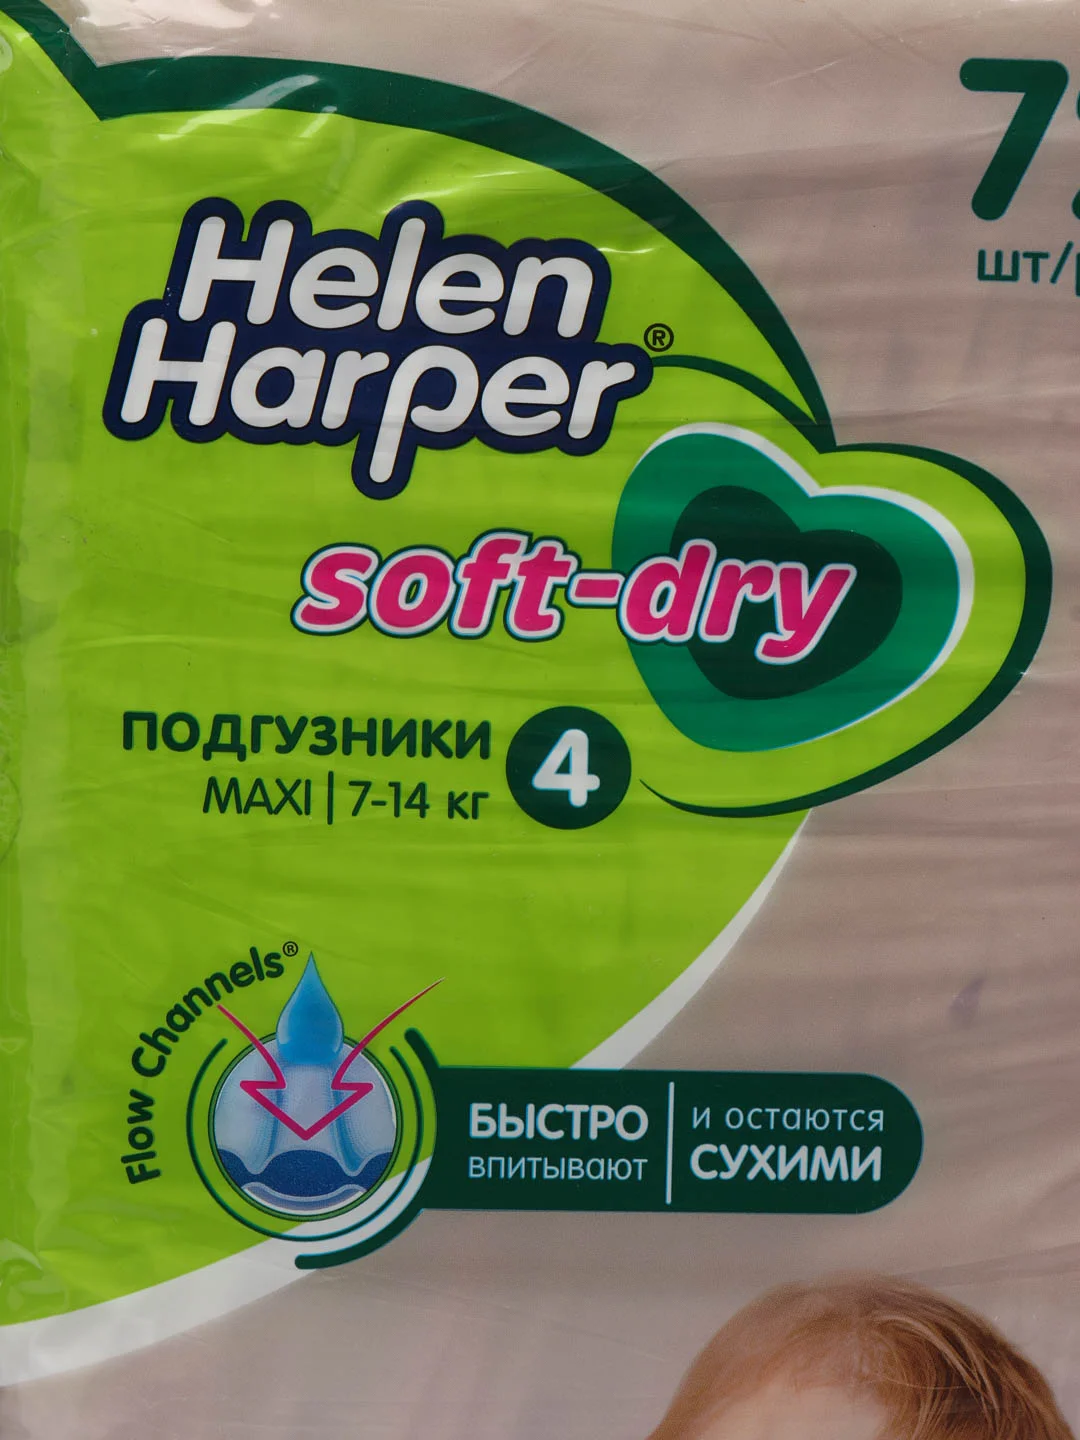 Helen
Harper®
soft-dry
ПОДГУЗНИКИ 4
MAXI | 7-14 кг
Flow Channels®
БЫСТРО
ВПИТЫВАЮТ
И ОСТАЮТСЯ
СУХИМИ